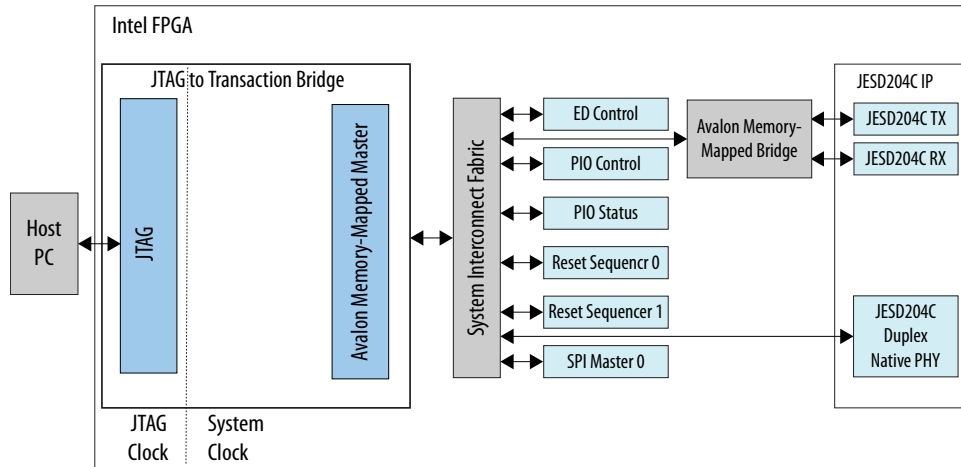 Intel FPGA
JTAG to Transaction Bridge
JESD204C IP
Host
PC
JTAG
Avalon Memory-Mapped Master
System Interconnect Fabric
ED Control
PIO Control
PIO Status
Reset Sequencr 0
Reset Sequencer 1
SPI Master 0
Avalon Memory-
Mapped Bridge
JESD204C TX
JESD204C RX
JESD204C
Duplex
Native PHY
JTAG
Clock
System
Clock